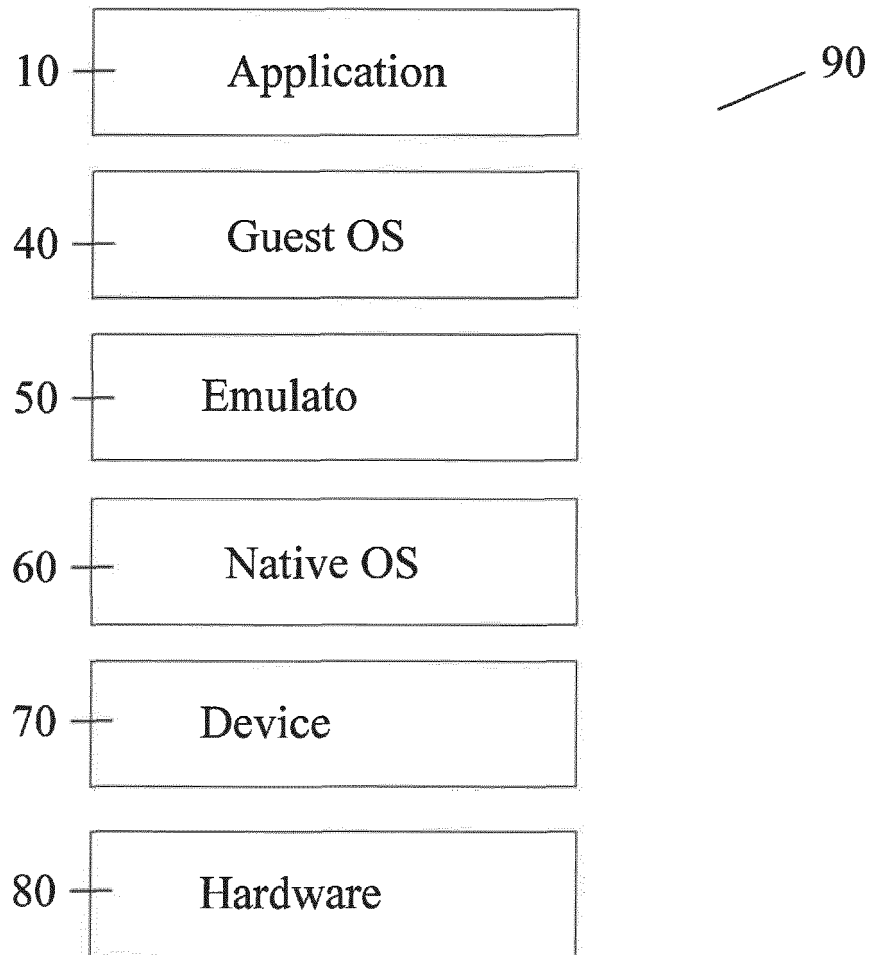 10 Application 90
40 Guest OS
50 Emulato
60 Native OS
70 Device
80 Hardware